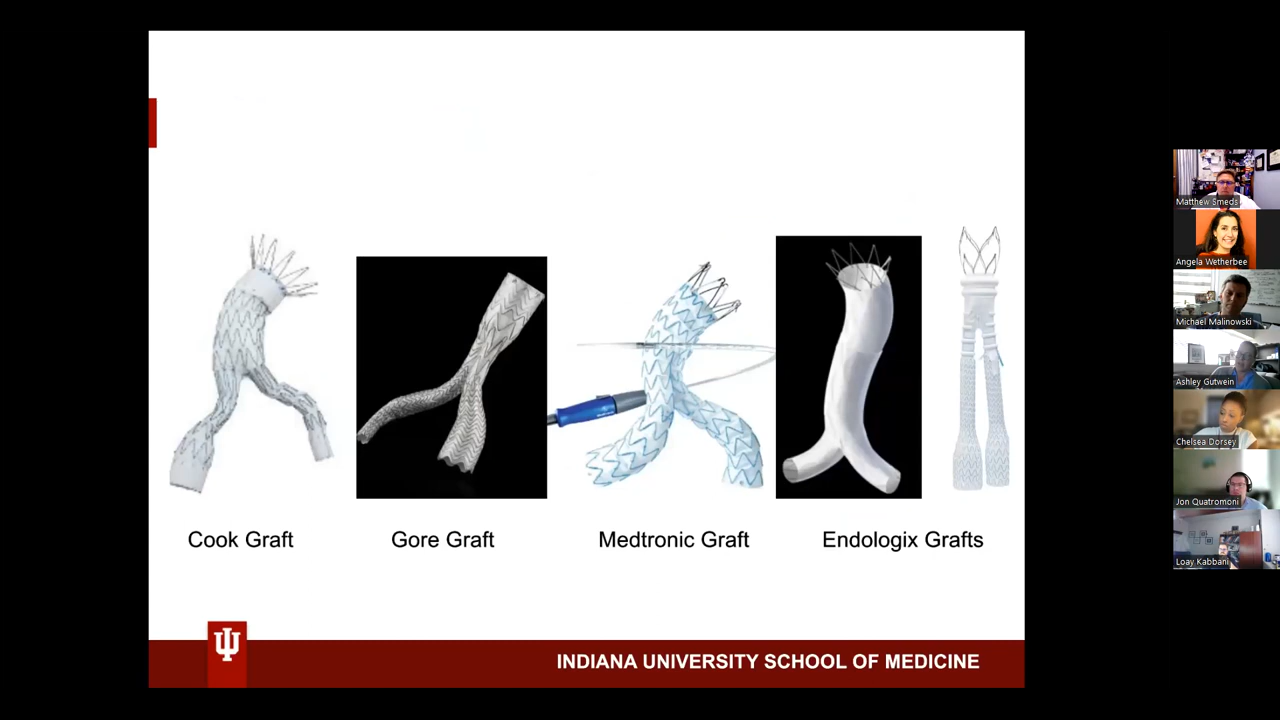 Cook Graft
Gore Graft
Medtronic Graft
Endologix Grafts
INDIANA UNIVERSITY SCHOOL OF MEDICINE
Matthew Smeds
Angela Wetherbee
Michael Malinowski
Ashley Gutwein
Chelsea Dorsey
Jon Quatromoni
Loay Kabbani